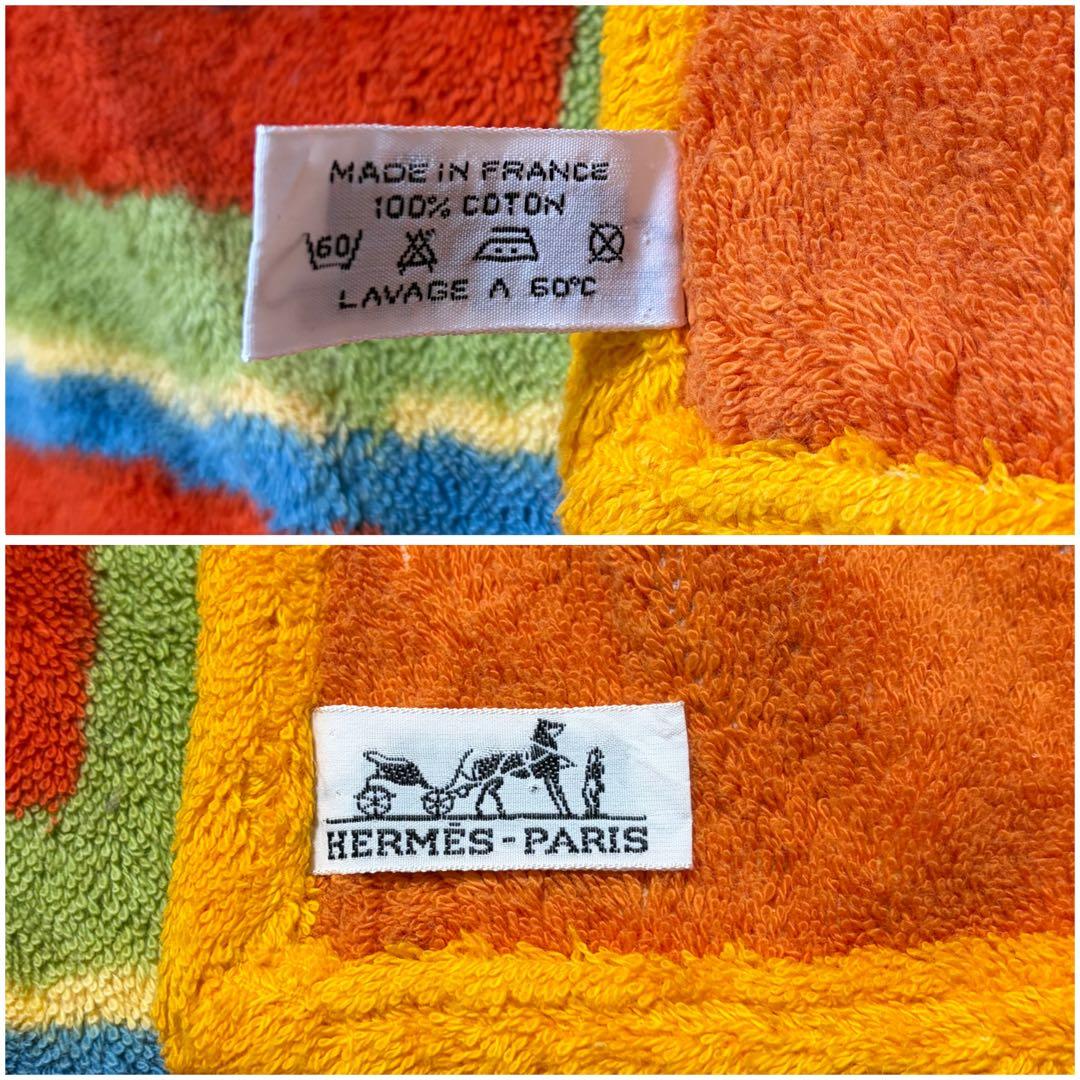 MADE IN FRANCE
100% COTON
60
LAVAGE A 60°C
HERMÈS-PARIS